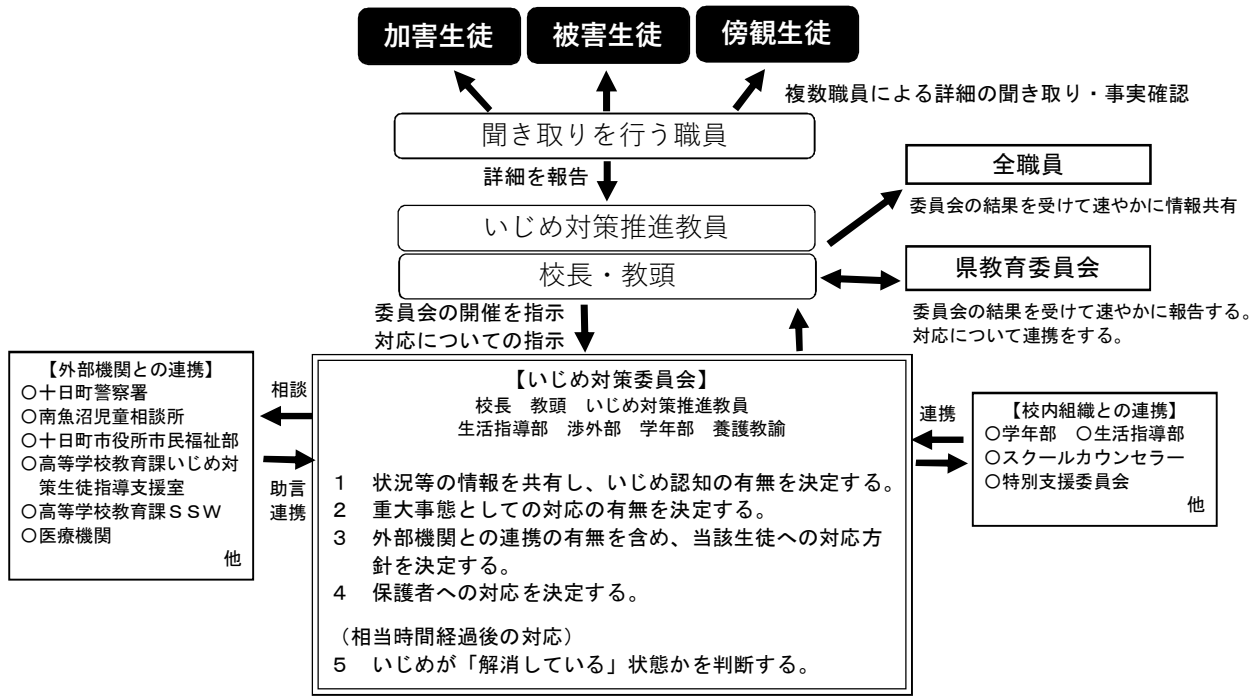 加害生徒
被害生徒
傍観生徒
複数職員による詳細の聞き取り・事実確認
聞き取りを行う職員
詳細を報告
全職員
委員会の結果を受けて速やかに情報共有
いじめ対策推進教員
校長・教頭
県教育委員会
委員会の結果を受けて速やかに報告する。
対応について連携をする。
委員会の開催を指示
対応についての指示
【外部機関との連携】
○十日町警察署
○南魚沼児童相談所
○十日町市役所市民福祉部
○高等学校教育課いじめ対
策生徒指導支援室
○高等学校教育課ＳＳＷ
○医療機関
他
相談
助言
連携
【いじめ対策委員会】
校長　教頭　いじめ対策推進教員
生活指導部　渉外部　学年部　養護教諭
１　状況等の情報を共有し、いじめ認知の有無を決定する。
２　重大事態としての対応の有無を決定する。
３　外部機関との連携の有無を含め、当該生徒への対応方
針を決定する。
４　保護者への対応を決定する。
（相当時間経過後の対応）
５　いじめが「解消している」状態かを判断する。
連携
【校内組織との連携】
○学年部　○生活指導部
○スクールカウンセラー
○特別支援委員会
他